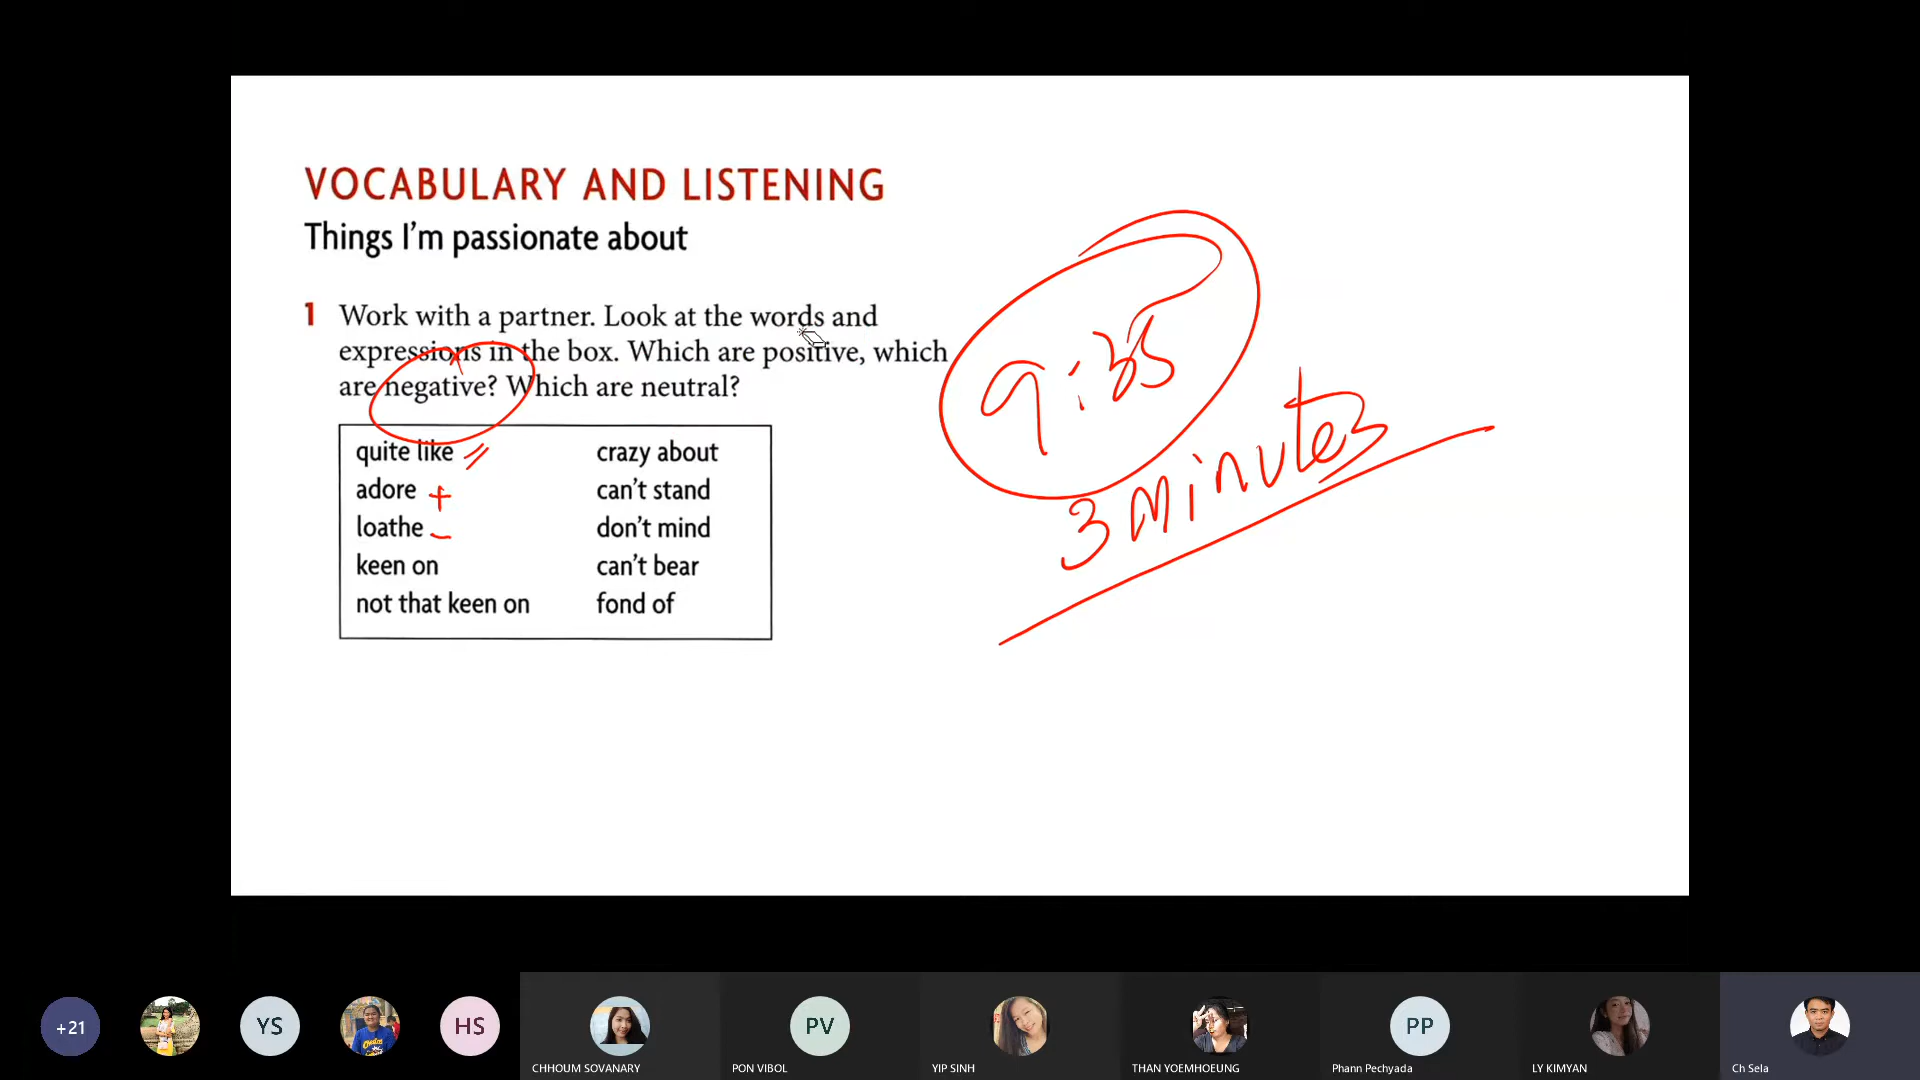 VOCABULARY AND LISTENING
Things I'm passionate about
1 Work with a partner. Look at the words and
expressions in the box. Which are positive, which
are negative? Which are neutral?
quite like =
adore +
loathe -
keen on
not that keen on
crazy about
can't stand
don't mind
can't bear
fond of
9:35
3 minutes
+21
YS
HS
CHHOUM SOVANARY
PV
PON VIBOL
YIP SINH
THAN YOEMHOEUNG
PP
Phann Pechyada
LY KIMYAN
Ch Sela